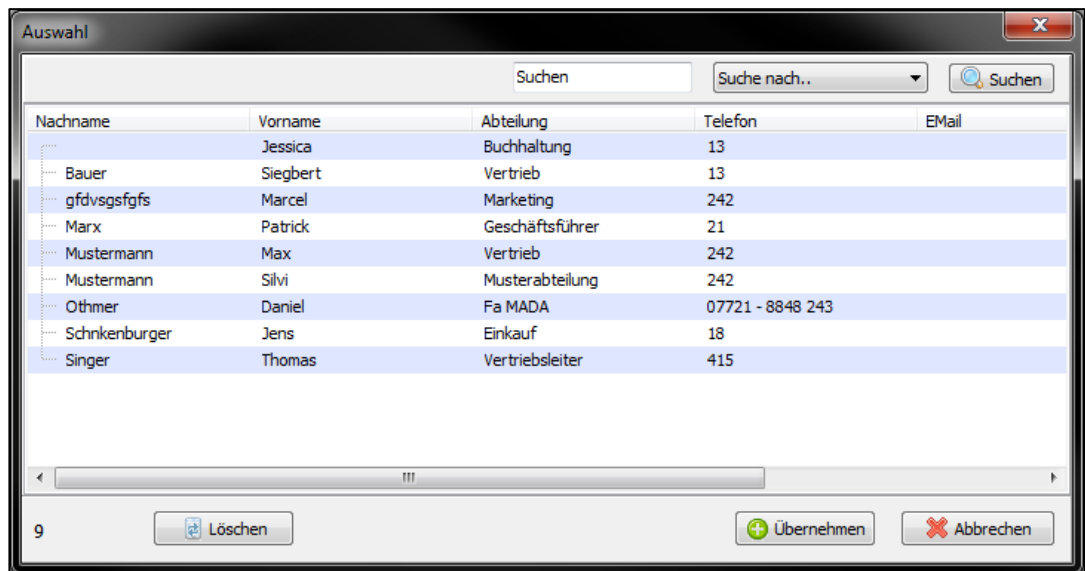 Auswahl
Suchen Suche nach.. Suchen
Nachname Vorname Abteilung Telefon EMail
Jessica Buchhaltung 13
Bauer Siegbert Vertrieb 13
gfdvsgsfgfs Marcel Marketing 242
Marx Patrick Geschäftsführer 21
Mustermann Max Vertrieb 242
Mustermann Silvi Musterabteilung 242
Othmer Daniel Fa MADA 07721 - 8848 243
Schnkenburger Jens Einkauf 18
Singer Thomas Vertriebsleiter 415
9 Löschen Übernehmen Abbrechen